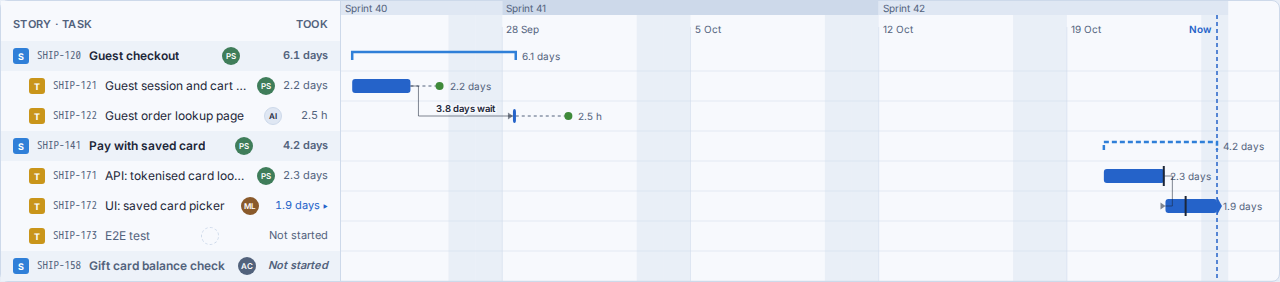 Sprint 40 Sprint 41 Sprint 42
STORY · TASK TOOK 28 Sep 5 Oct 12 Oct 19 Oct Now
S SHIP-120 Guest checkout PS 6.1 days 6.1 days
T SHIP-121 Guest session and cart ... PS 2.2 days 2.2 days
3.8 days wait
T SHIP-122 Guest order lookup page AI 2.5 h 2.5 h
S SHIP-141 Pay with saved card PS 4.2 days 4.2 days
T SHIP-171 API: tokenised card loo... PS 2.3 days 2.3 days
T SHIP-172 UI: saved card picker ML 1.9 days ▸ 1.9 days
T SHIP-173 E2E test Not started
S SHIP-158 Gift card balance check AC Not started